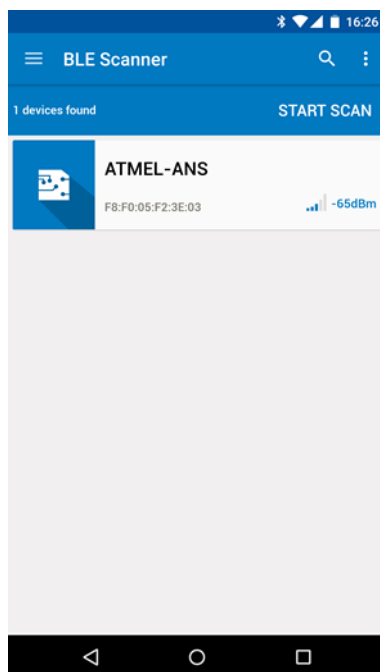 16:26
BLE Scanner
1 devices found
START SCAN
ATMEL-ANS
F8:F0:05:F2:3E:03
-65dBm